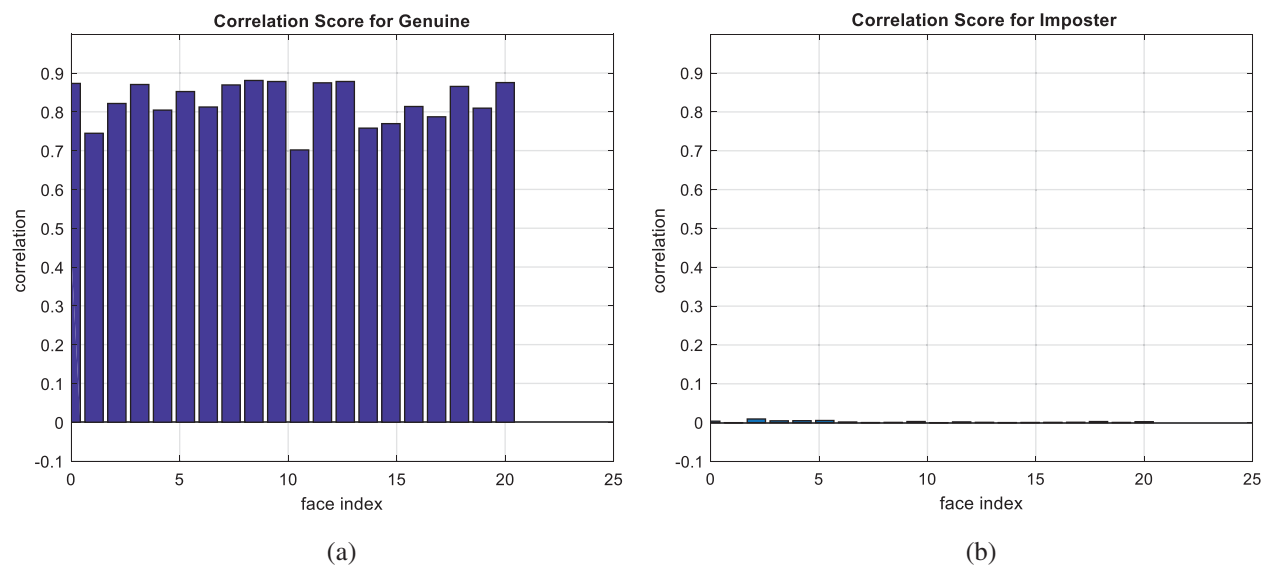 Correlation Score for Genuine
0.9
0.8
0.7
0.6
0.5
0.4
0.3
0.2
0.1
0
-0.1
correlation
0 5 10 15 20 25
face index
(a)
Correlation Score for Imposter
0.9
0.8
0.7
0.6
0.5
0.4
0.3
0.2
0.1
0
-0.1
correlation
0 5 10 15 20 25
face index
(b)